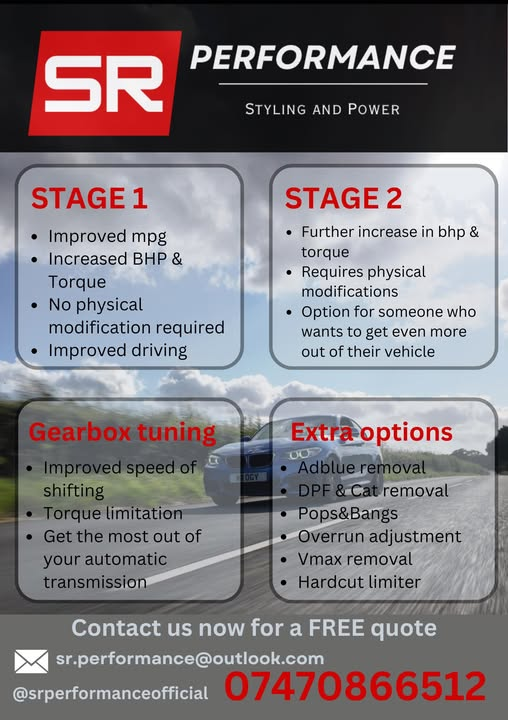 SR
PERFORMANCE
STYLING AND POWER
STAGE 1
• Improved mpg
• Increased BHP &
Torque
• No physical
modification required
• Improved driving
STAGE 2
• Further increase in bhp &
torque
• Requires physical
modifications
• Option for someone who
wants to get even more
out of their vehicle
Gearbox tuning
• Improved speed of
shifting
• Torque limitation
• Get the most out of
your automatic
transmission
Extra options
• Adblue removal
• DPF & Cat removal
• Pops&Bangs
• Overrun adjustment
• Vmax removal
• Hardcut limiter
Contact us now for a FREE quote
sr.performance@outlook.com
@srperformanceofficial
07470866512